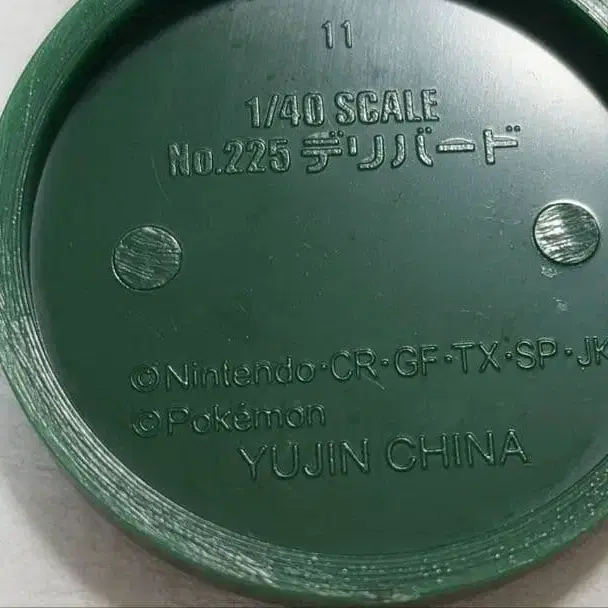 11
1/40 SCALE
No.225 デリバード
©Nintendo・CR・GF・TX・SP・JK
©Pokémon
YUJIN CHINA